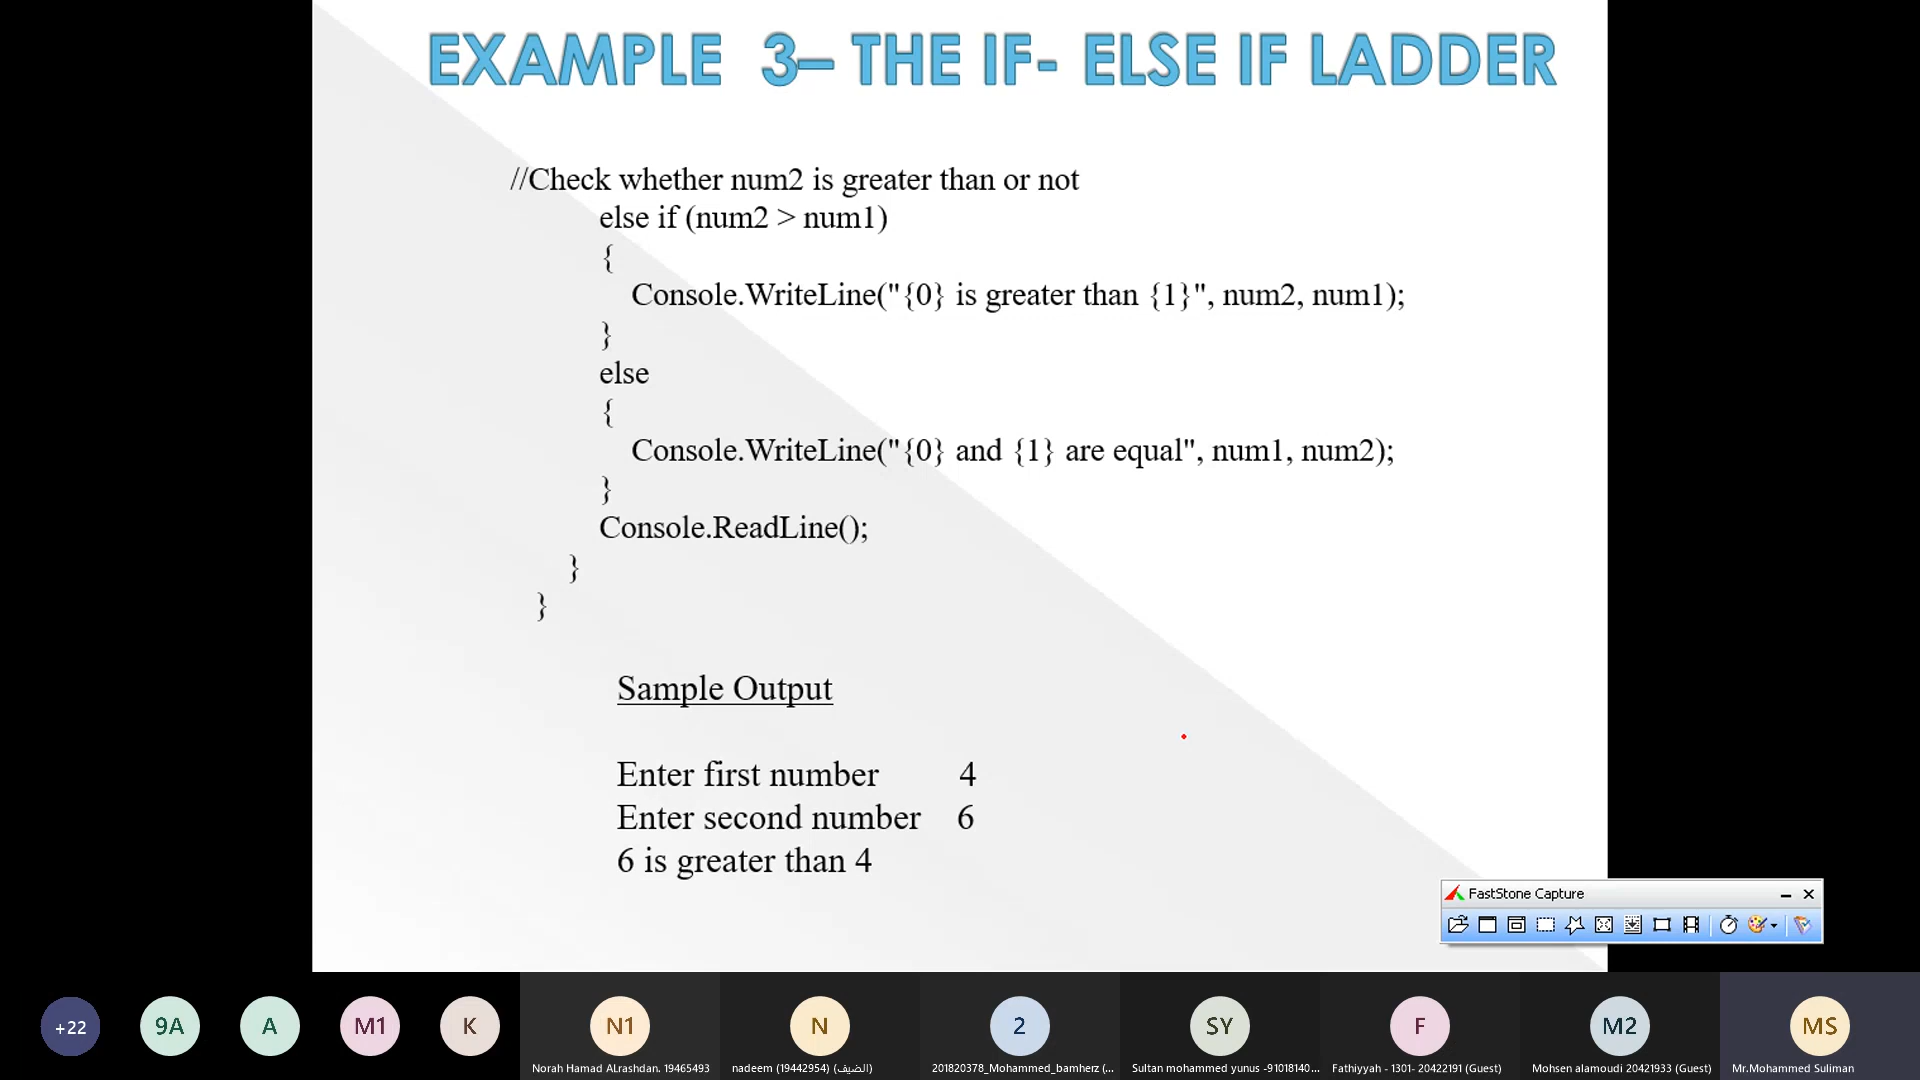 EXAMPLE 3– THE IF- ELSE IF LADDER
//Check whether num2 is greater than or not
else if (num2 > num1)
{
Console.WriteLine("{0} is greater than {1}", num2, num1);
}
else
{
Console.WriteLine("{0} and {1} are equal", num1, num2);
}
Console.ReadLine();
}
}
Sample Output
Enter first number 4
Enter second number 6
6 is greater than 4
FastStone Capture
+22
9A
A
M1
K
N1
N
2
SY
F
M2
MS
Norah Hamad ALrashdan. 19465493
nadeem (19442954) (الضيف)
201820378_Mohammed_bamherz (...
Sultan mohammed yunus -91018140...
Fathiyyah - 1301- 20422191 (Guest)
Mohsen alamoudi 20421933 (Guest)
Mr.Mohammed Suliman